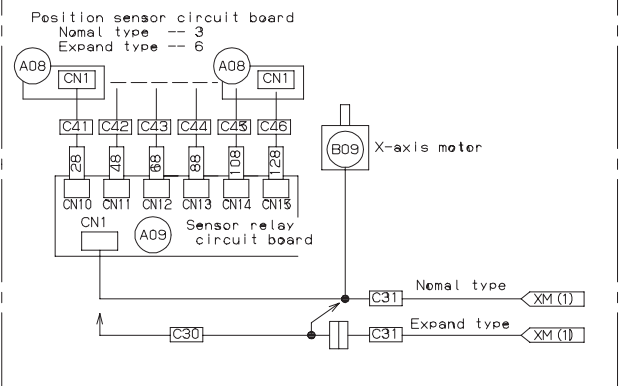 Position sensor circuit board
Nomal type -- 3
Expand type -- 6
A08
CN1
A08
CN1
C41
C42
C43
C44
C45
C46
28
48
68
88
108
128
B09
X-axis motor
CN10
CN11
CN12
CN13
CN14
CN15
CN1
A09
Sensor relay
circuit board
C31
Nomal type
XM (1)
C30
C31
Expand type
XM (1)